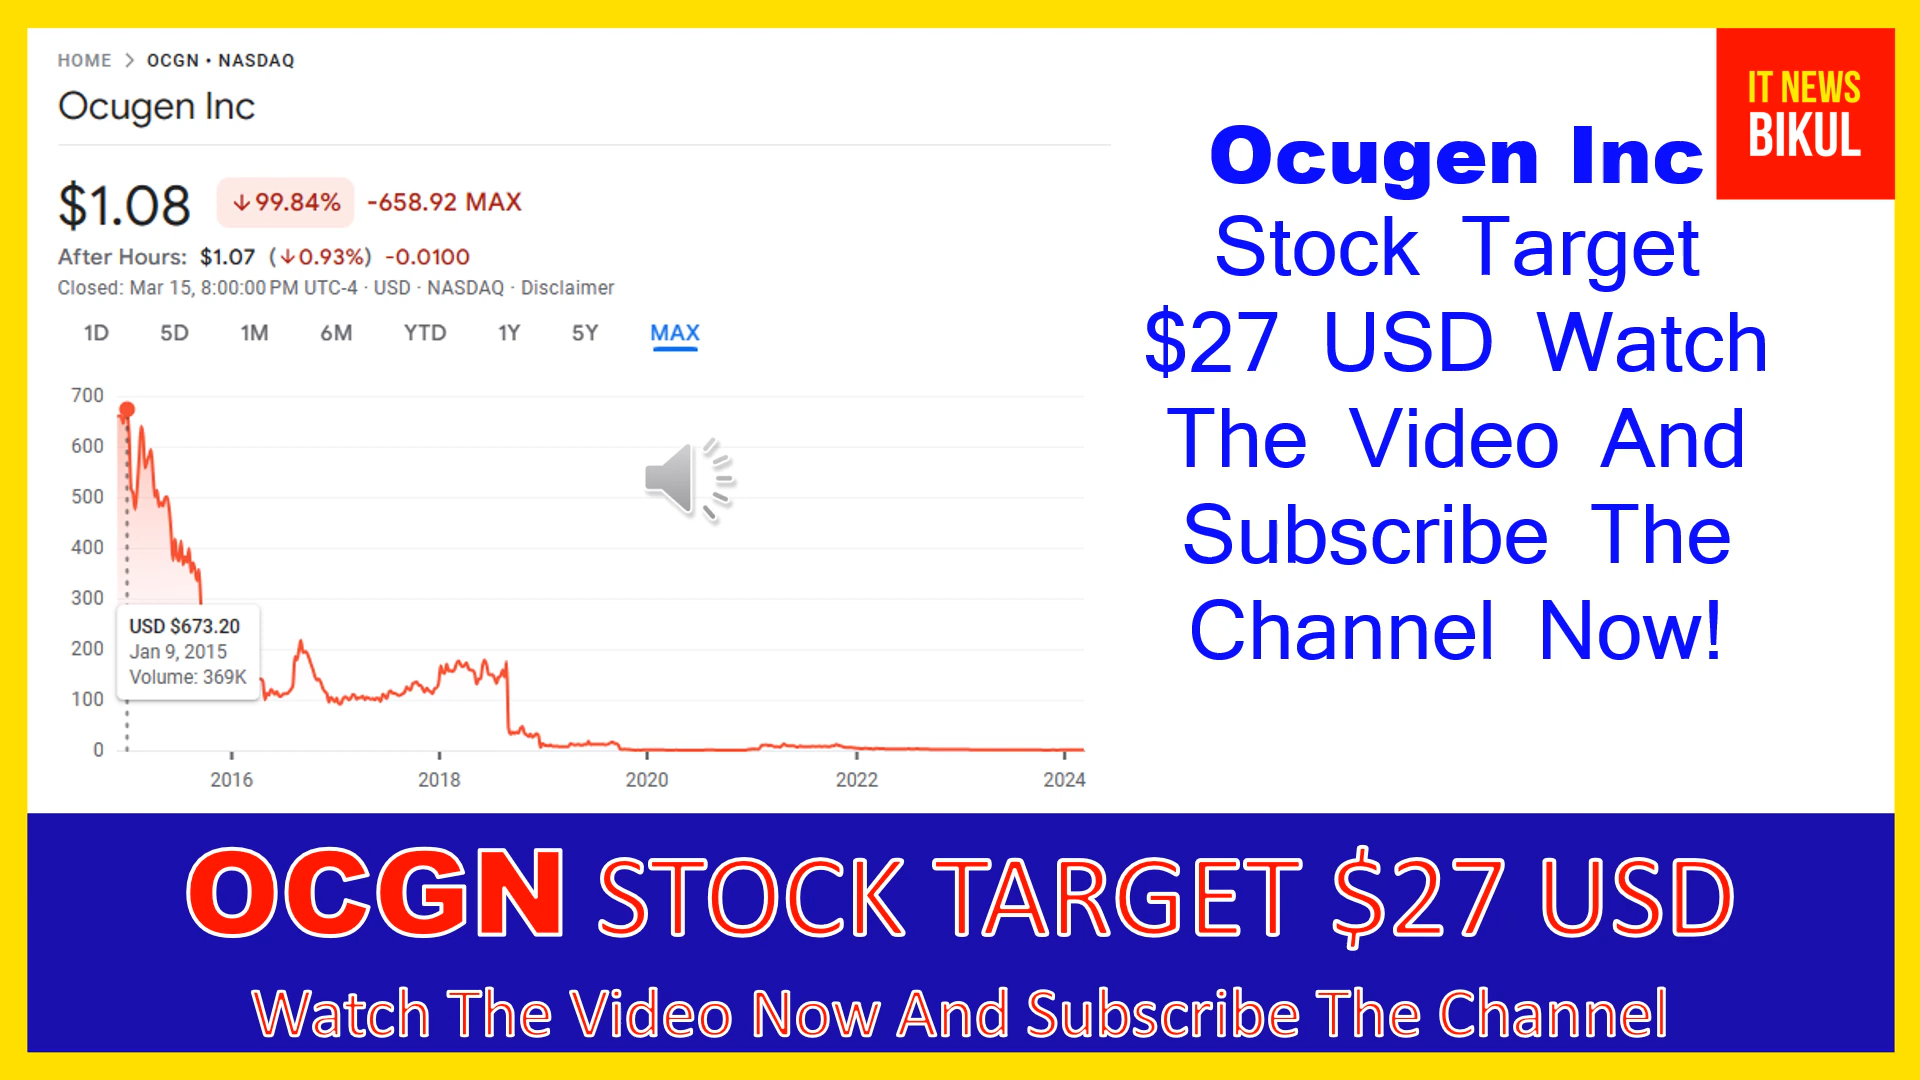 HOME > OCGN • NASDAQ
Ocugen Inc
$1.08 ↓99.84% -658.92 MAX
After Hours: $1.07 (↓0.93%) -0.0100
Closed: Mar 15, 8:00:00 PM UTC-4 · USD · NASDAQ · Disclaimer
1D 5D 1M 6M YTD 1Y 5Y MAX
700
600
500
400
300
200
100
0
USD $673.20
Jan 9, 2015
Volume: 369K
2016 2018 2020 2022 2024
IT NEWS
BIKUL
Ocugen Inc
Stock Target
$27 USD Watch
The Video And
Subscribe The
Channel Now!
OCGN STOCK TARGET $27 USD
Watch The Video Now And Subscribe The Channel